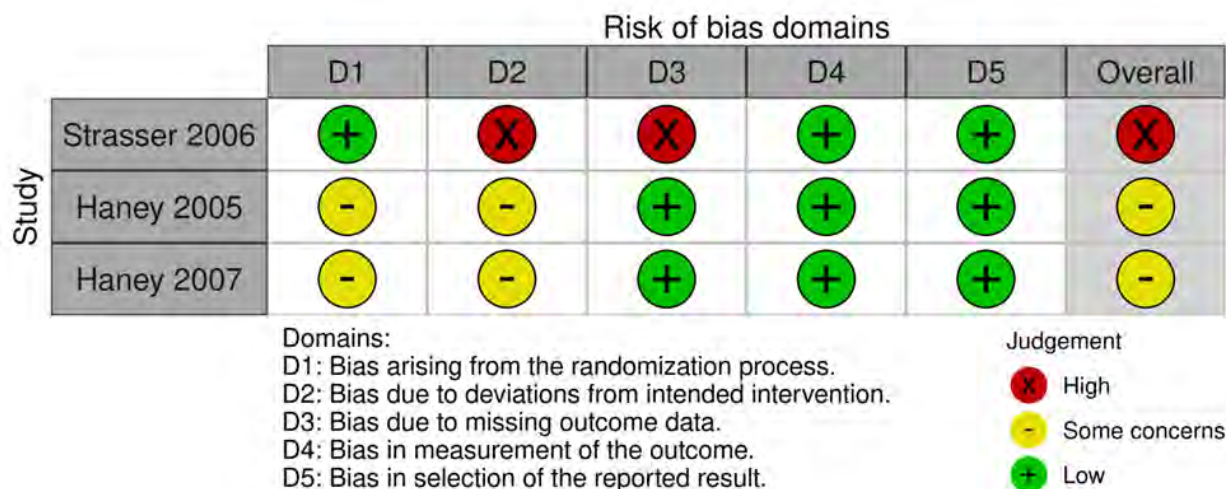 Risk of bias domains
D1 D2 D3 D4 D5 Overall
Study
Strasser 2006 + X X + + X
Haney 2005 - - + + + -
Haney 2007 - - + + + -
Domains:
D1: Bias arising from the randomization process.
D2: Bias due to deviations from intended intervention.
D3: Bias due to missing outcome data.
D4: Bias in measurement of the outcome.
D5: Bias in selection of the reported result.
Judgement
X High
- Some concerns
+ Low